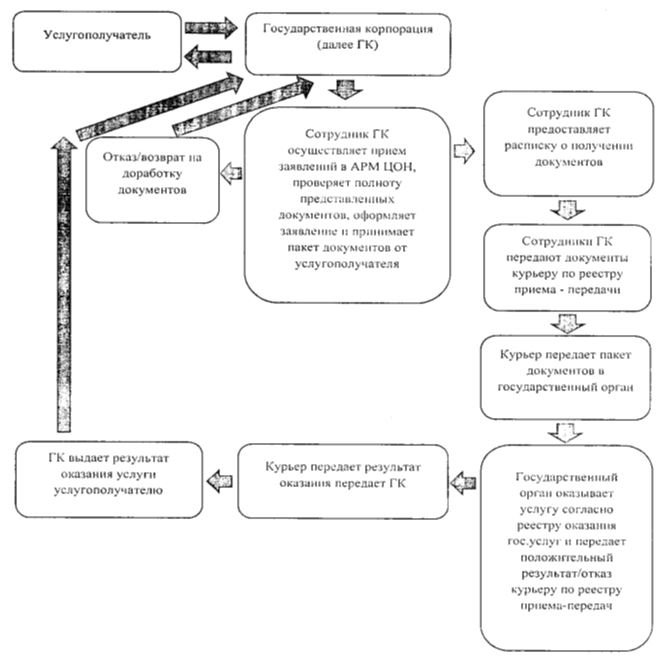 Услугополучатель
Государственная корпорация
(далее ГК)
Отказ/возврат на
доработку
документов
Сотрудник ГК
осуществляет прием
заявлений в АРМ ЦОН,
проверяет полноту
представленных
документов, оформляет
заявление и принимает
пакет документов от
услугополучателя
Сотрудник ГК
предоставляет
расписку о получении
документов
Сотрудники ГК
передают документы
курьеру по реестру
приема - передачи
Курьер передает пакет
документов в
государственный орган
Государственный
орган оказывает
услугу согласно
реестру оказания
гос.услуг и передает
положительный
результат/отказ
курьеру по реестру
приема-передач
Курьер передает результат
оказания передает ГК
ГК выдает результат
оказания услуги
услугополучателю